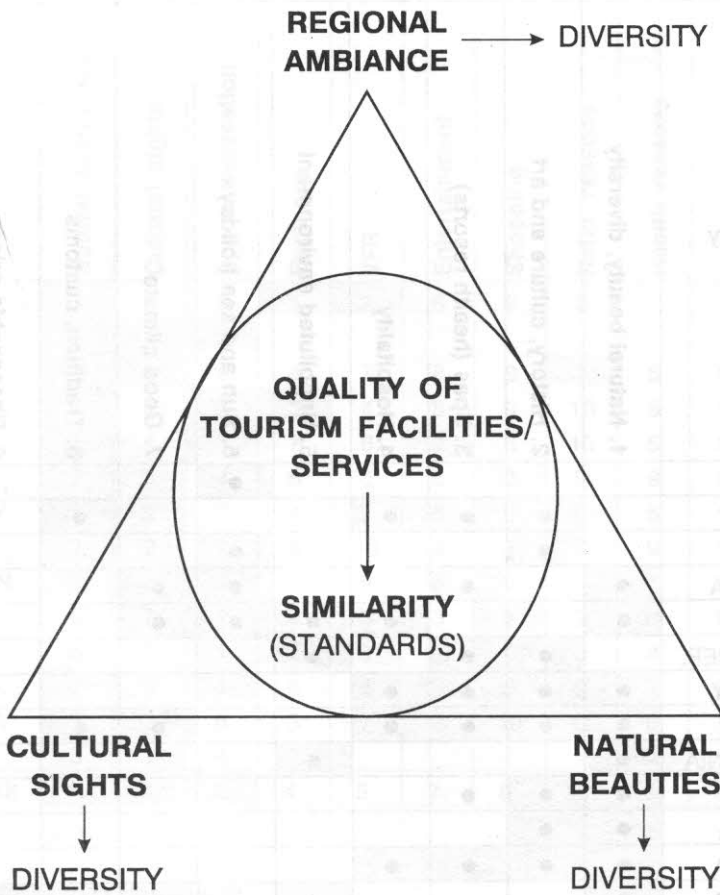 REGIONAL
AMBIANCE → DIVERSITY
QUALITY OF
TOURISM FACILITIES/
SERVICES
SIMILARITY
(STANDARDS)
CULTURAL
SIGHTS
NATURAL
BEAUTIES
DIVERSITY
DIVERSITY